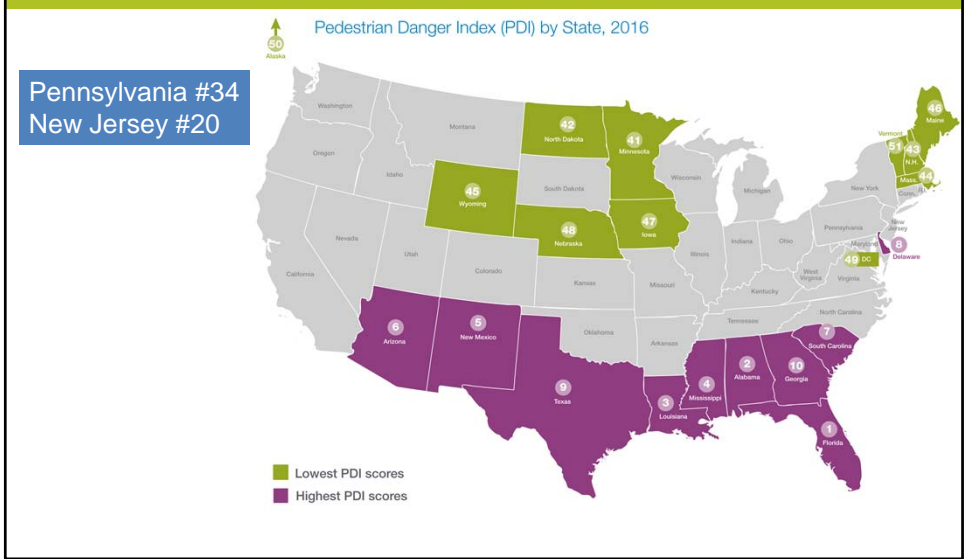 Pedestrian Danger Index (PDI) by State, 2016
50
Alaska
Pennsylvania #34
New Jersey #20
Washington
Oregon
California
Nevada
Idaho
Montana
Utah
Colorado
45
Wyoming
42
North Dakota
South Dakota
48
Nebraska
Kansas
Oklahoma
41
Minnesota
47
Iowa
Missouri
Arkansas
Wisconsin
Illinois
Michigan
Indiana
Ohio
Kentucky
Tennessee
West
Virginia
Virginia
North Carolina
Pennsylvania
New York
New
Jersey
Maryland
49 DC
8
Delaware
Vermont
51
43
N.H.
46
Maine
Mass.
44
Conn.
R.I.
6
Arizona
5
New Mexico
9
Texas
3
Louisiana
4
Mississippi
2
Alabama
10
Georgia
7
South Carolina
1
Florida
Lowest PDI scores
Highest PDI scores